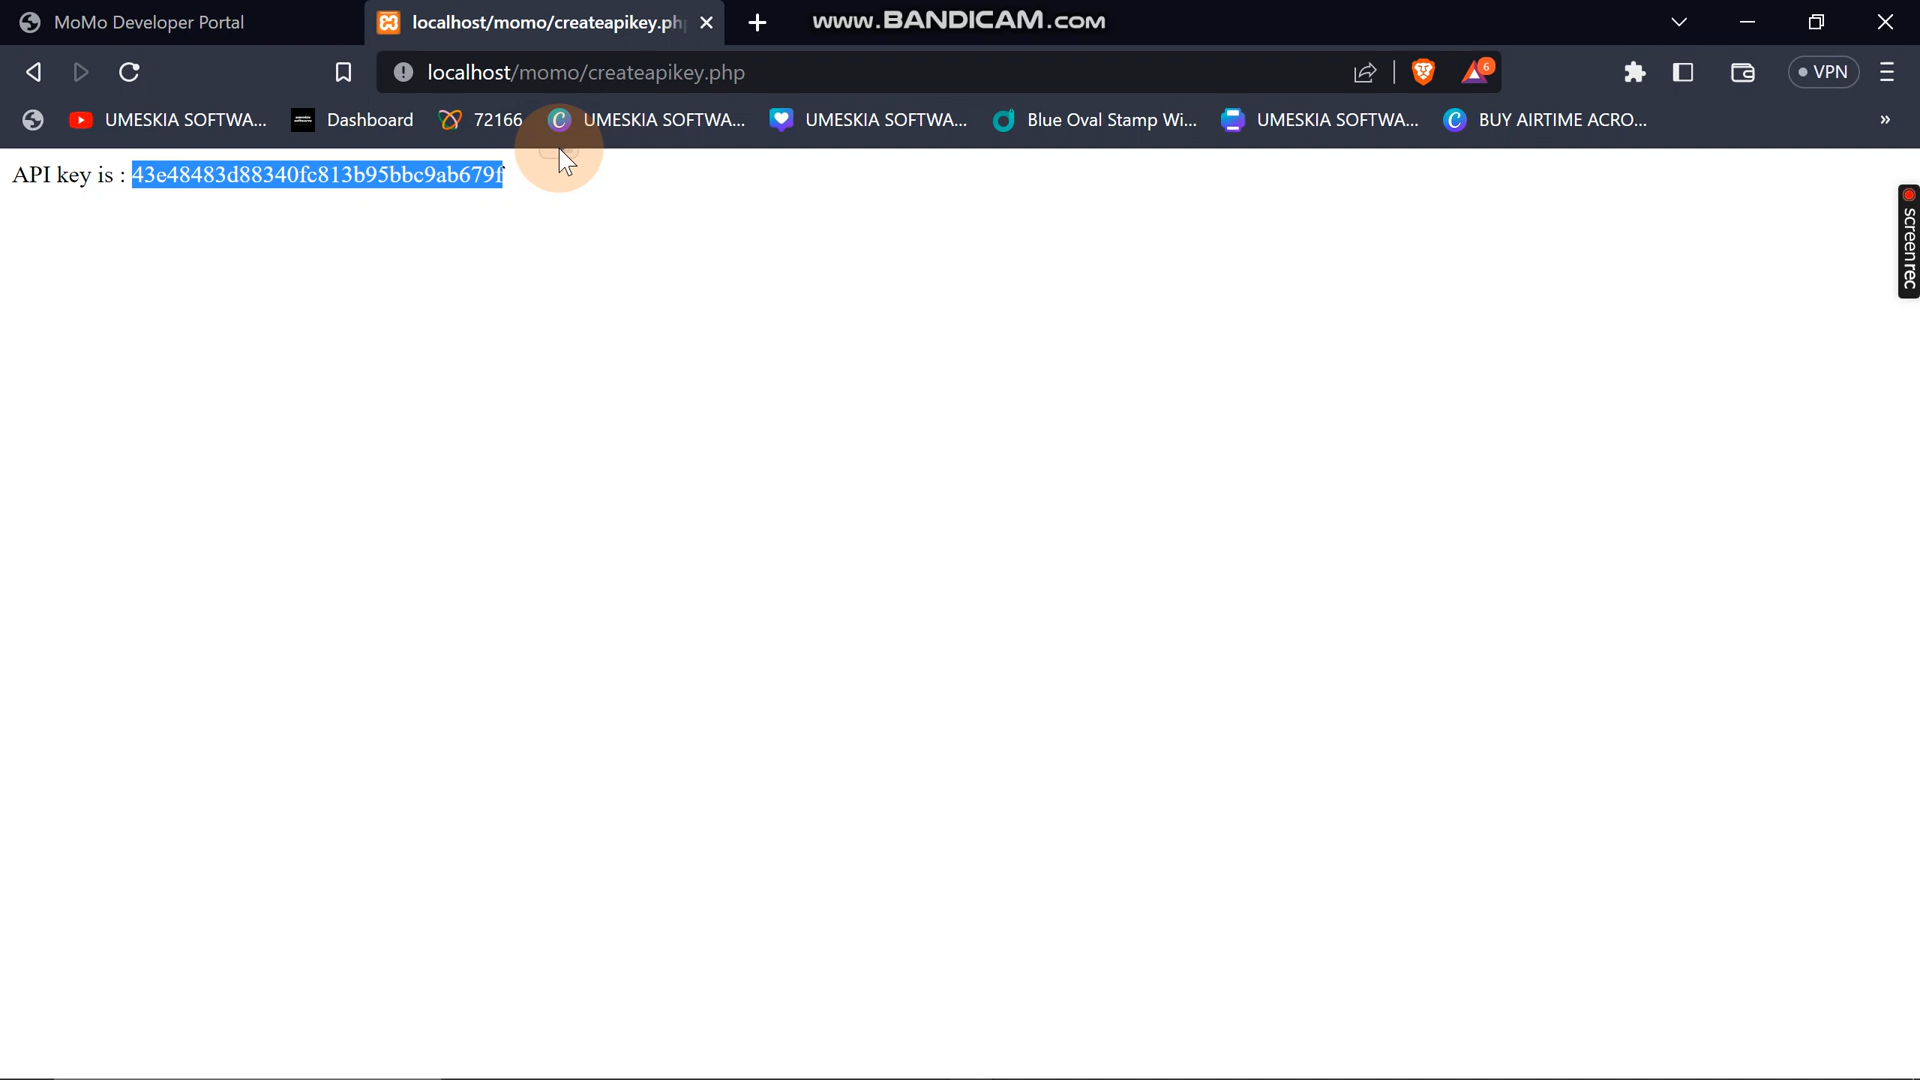 MoMo Developer Portal
localhost/momo/createapikey.ph
www.BANDICAM.com
localhost/momo/createapikey.php
6
VPN
UMESKIA SOFTWA...
Dashboard
72166
UMESKIA SOFTWA...
UMESKIA SOFTWA...
Blue Oval Stamp Wi...
UMESKIA SOFTWA...
BUY AIRTIME ACRO...
API key is : 43e48483d88340fc813b95bbc9ab679f
screenrec